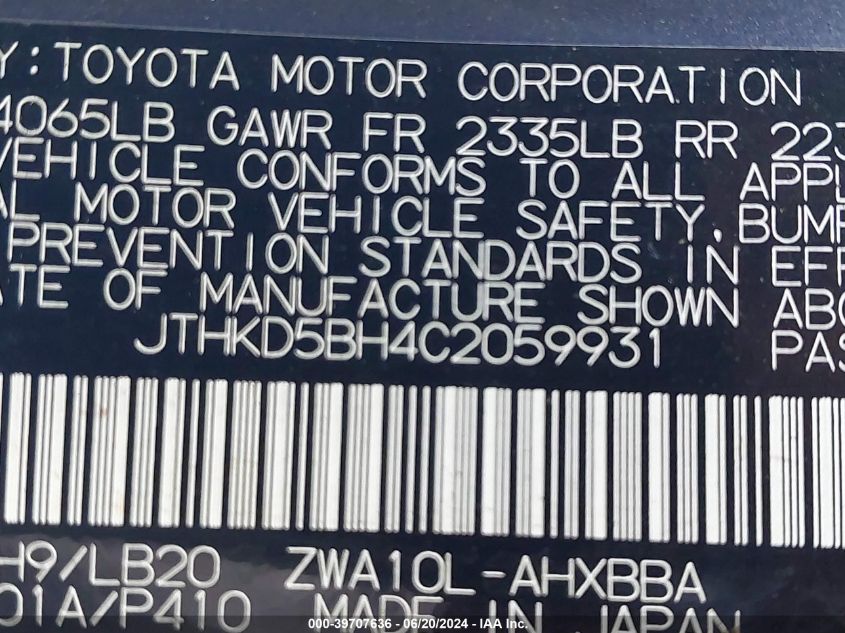 Y:TOYOTA MOTOR CORPORATION
4065LB GAWR FR 2335LB RR 223
VEHICLE CONFORMS TO ALL APPL
AL MOTOR VEHICLE SAFETY, BUMP
PREVENTION STANDARDS IN EFF
ATE OF MANUFACTURE SHOWN ABO
JTHKD5BH4C2059931 PAS
H9/LB20 ZWA10L-AHXBBA
01A/P410 MADE IN JAPAN
000-39707636 - 06/20/2024 - IAA Inc.